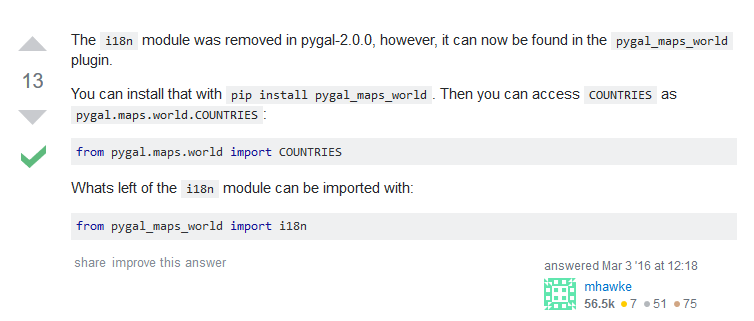 The i18n module was removed in pygal-2.0.0, however, it can now be found in the pygal_maps_world
plugin.
13
You can install that with pip install pygal_maps_world . Then you can access COUNTRIES as
pygal.maps.world.COUNTRIES :
from pygal.maps.world import COUNTRIES
Whats left of the i18n module can be imported with:
from pygal_maps_world import i18n
share improve this answer
answered Mar 3 '16 at 12:18
mhawke
56.5k 7 51 75